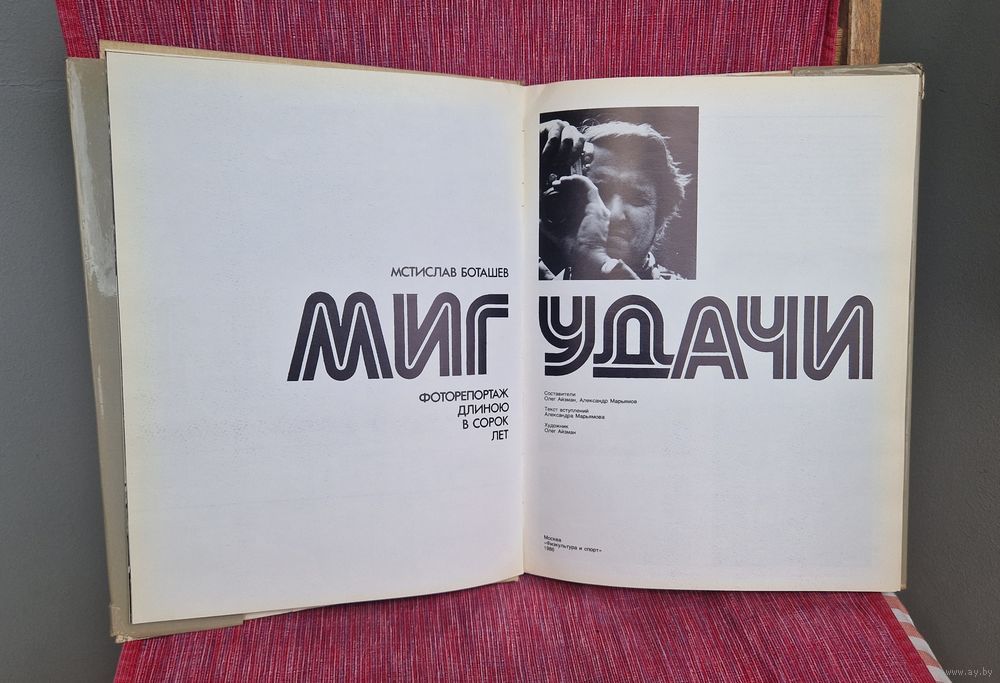 МСТИСЛАВ БОТАШЕВ
МИГ УДАЧИ
ФОТОРЕПОРТАЖ
ДЛИНОЮ
В СОРОК
ЛЕТ
Составители
Олег Айзман, Александр Марьямов
Текст вступлений
Александра Марьямова
Художник
Олег Айзман
Москва
«Физкультура и спорт»
1986
www.ay.by